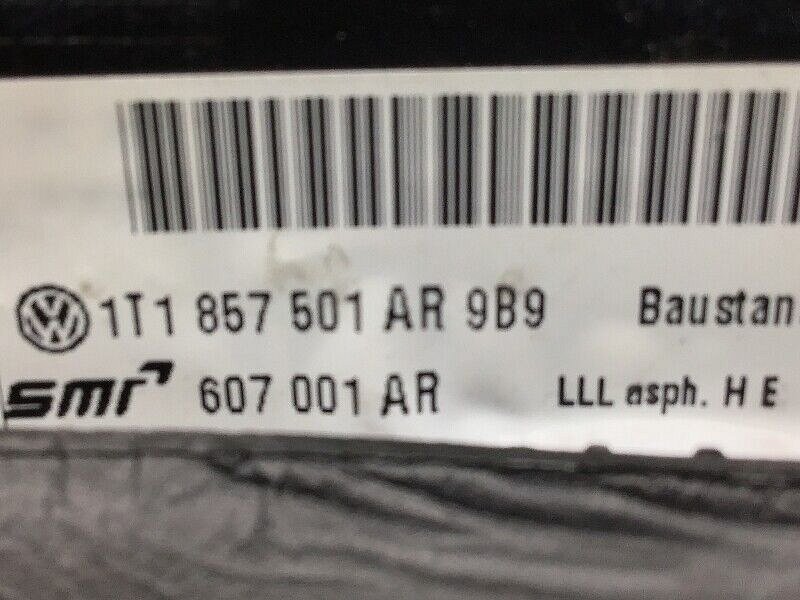 1T1 857 501 AR 9B9 Baustan
smr 607 001 AR LLL asph. H E